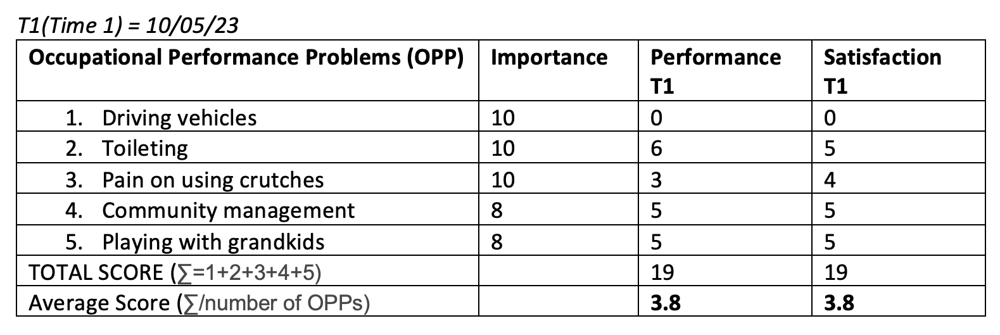 T1(Time 1) = 10/05/23
Occupational Performance Problems (OPP) Importance Performance T1 Satisfaction T1
1. Driving vehicles 10 0 0
2. Toileting 10 6 5
3. Pain on using crutches 10 3 4
4. Community management 8 5 5
5. Playing with grandkids 8 5 5
TOTAL SCORE (∑=1+2+3+4+5) 19 19
Average Score (∑/number of OPPs) 3.8 3.8